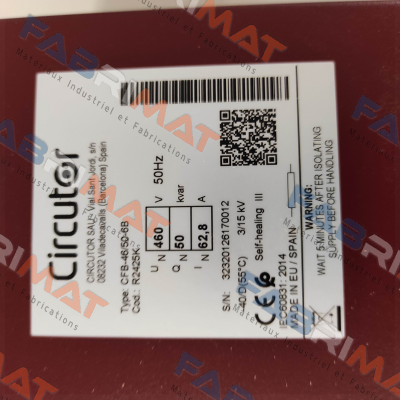 Circutor
CIRCUTOR SAU - Vial Sant Jordi, s/n
08232 Viladecavalls (Barcelona) Spain
Type: CFB-46/50-6B
Cod.: R2425K
U N 460 V 50Hz
Q N 50 kvar
I N 62,8 A
S/N: 32320126170012
-40/D(55°C) 3/15 kV
Self-healing III
IEC60831: 2014
MADE IN EU / SPAIN
WARNING:
WAIT 5 MINUTES AFTER ISOLATING
SUPPLY BEFORE HANDLING
FABRIMAT
Matériaux Industriel et Fabrications